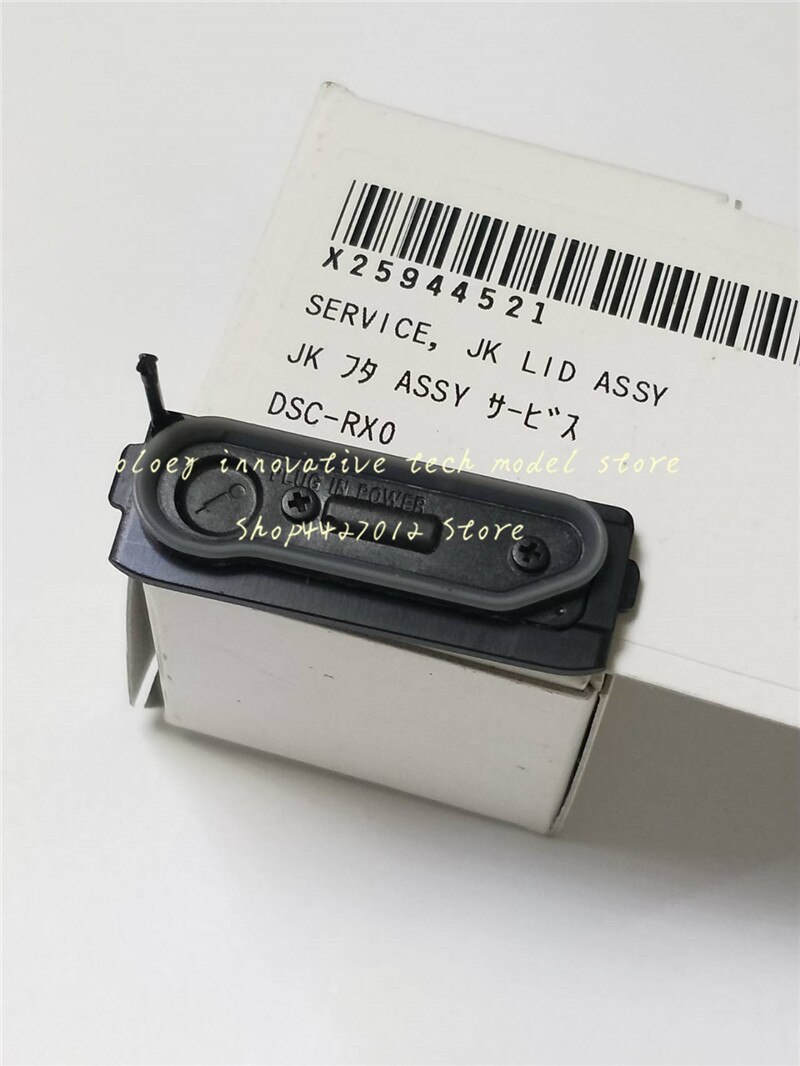 X25944521
SERVICE, JK LID ASSY
JK フタ ASSY サービス
DSC-RX0
oloey innovative tech model store
PLUG IN POWER
Shop4427012 Store